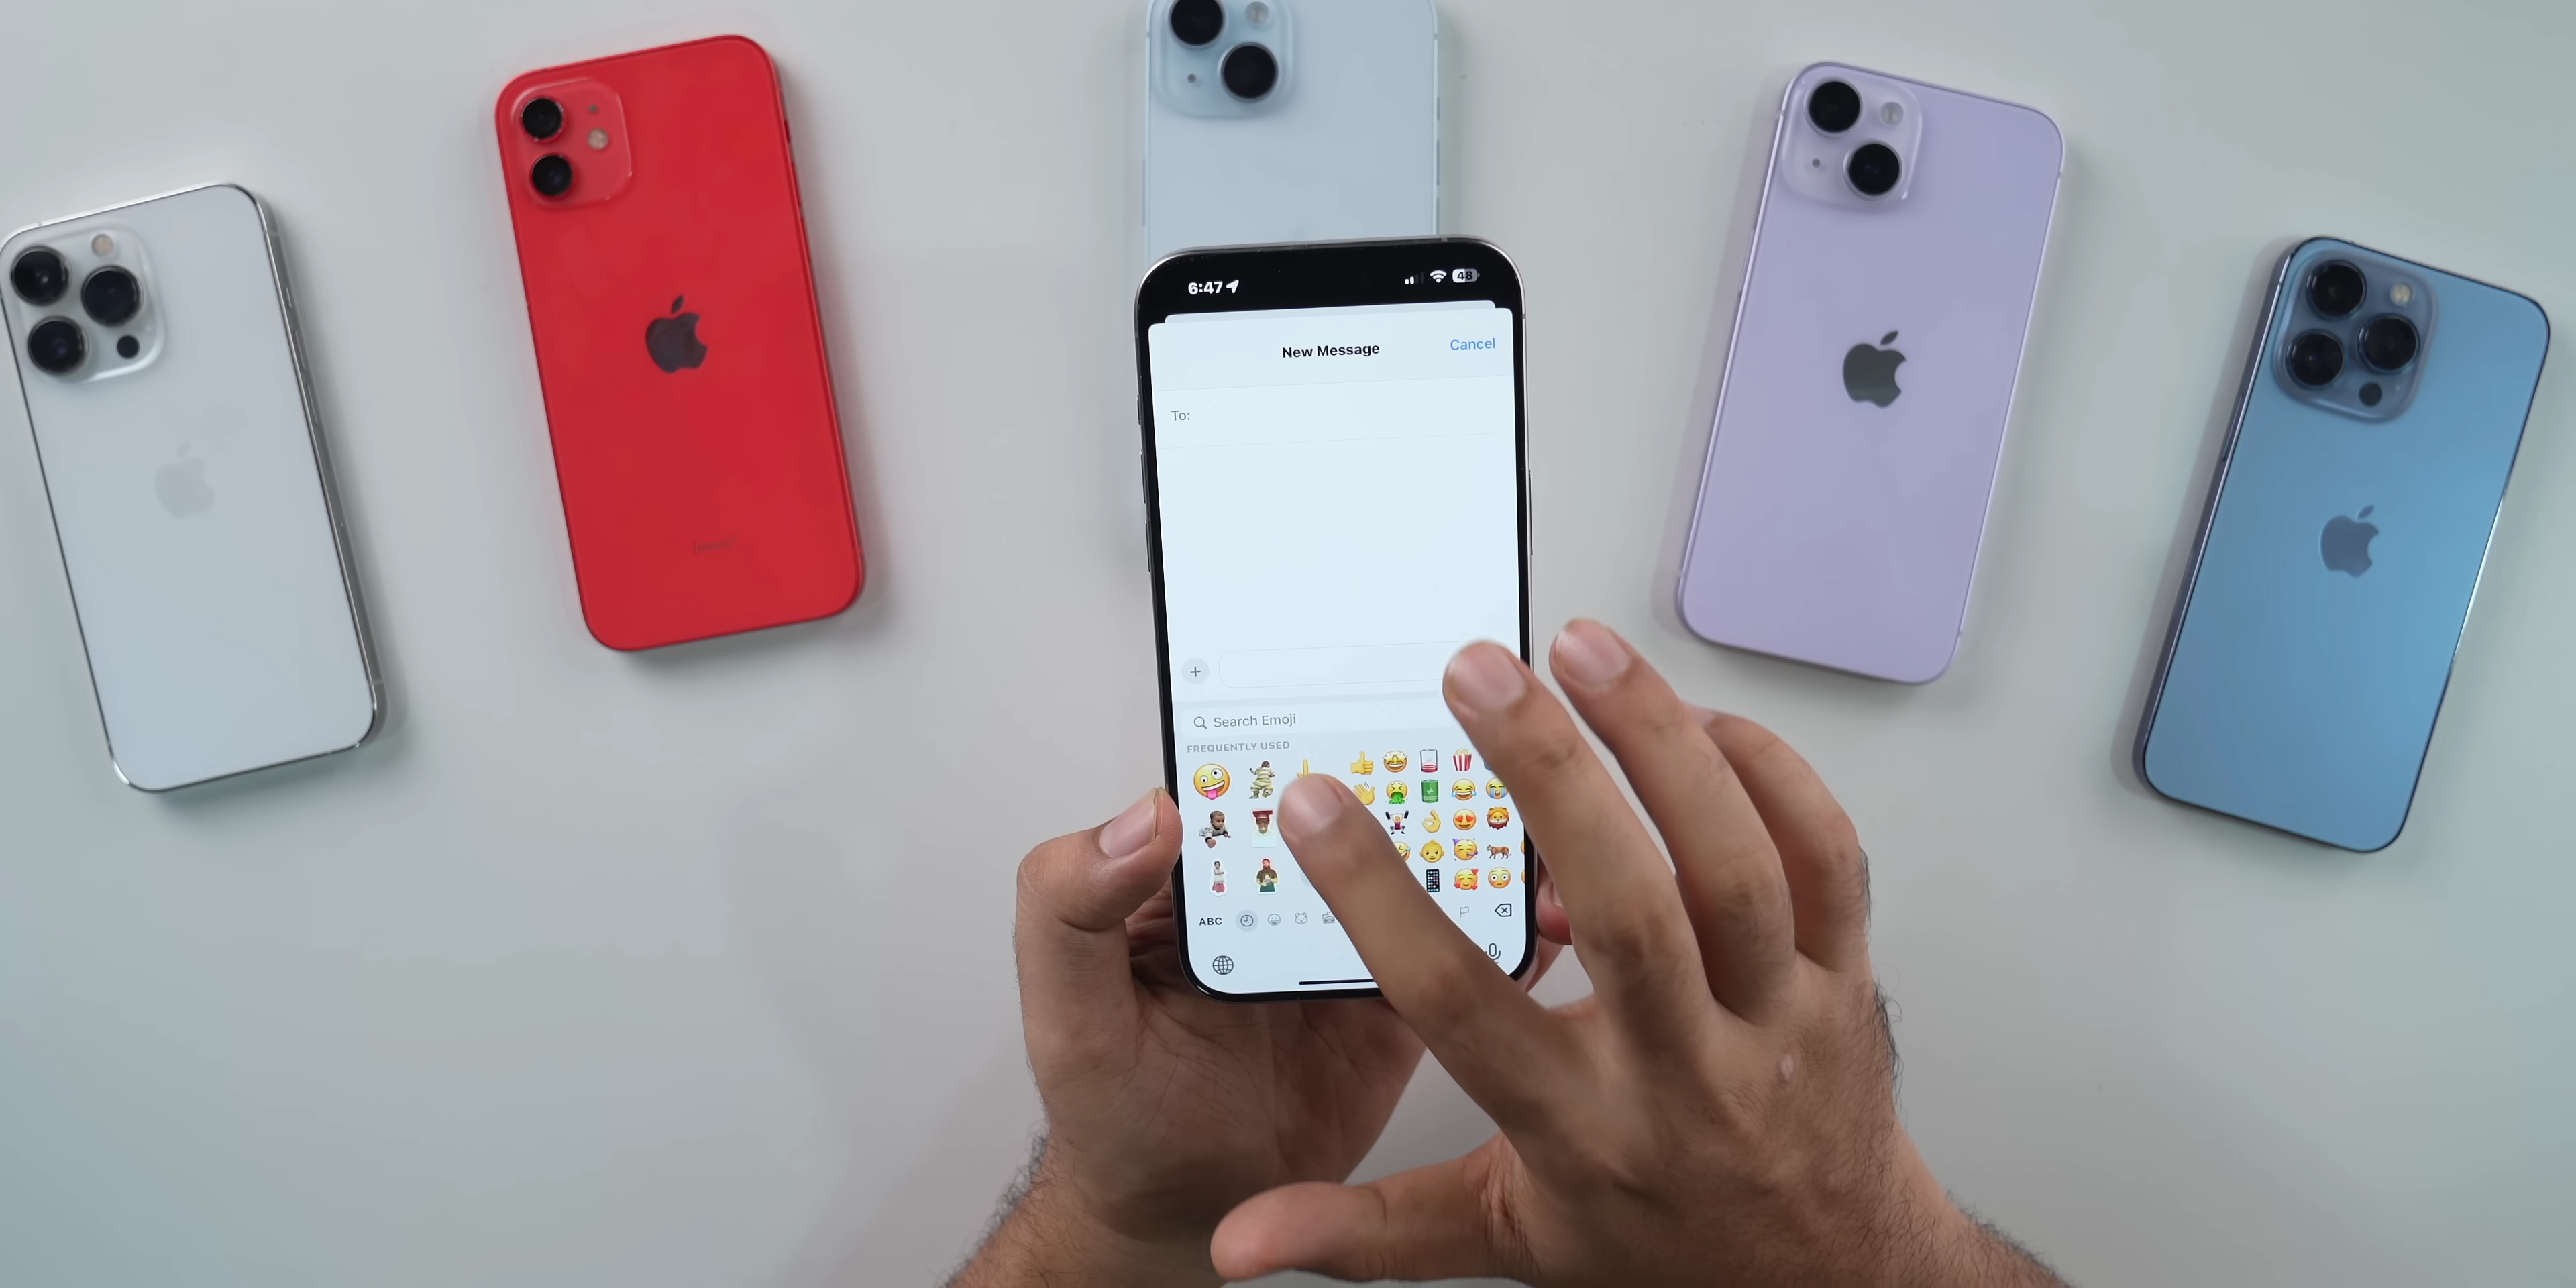 6:47
48
New Message
Cancel
To:
Search Emoji
FREQUENTLY USED
ABC